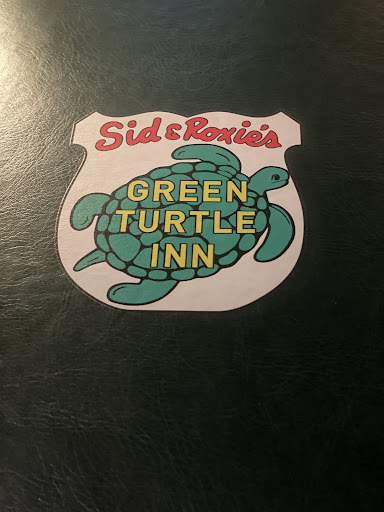 Sid & Roxie's
GREEN
TURTLE
INN